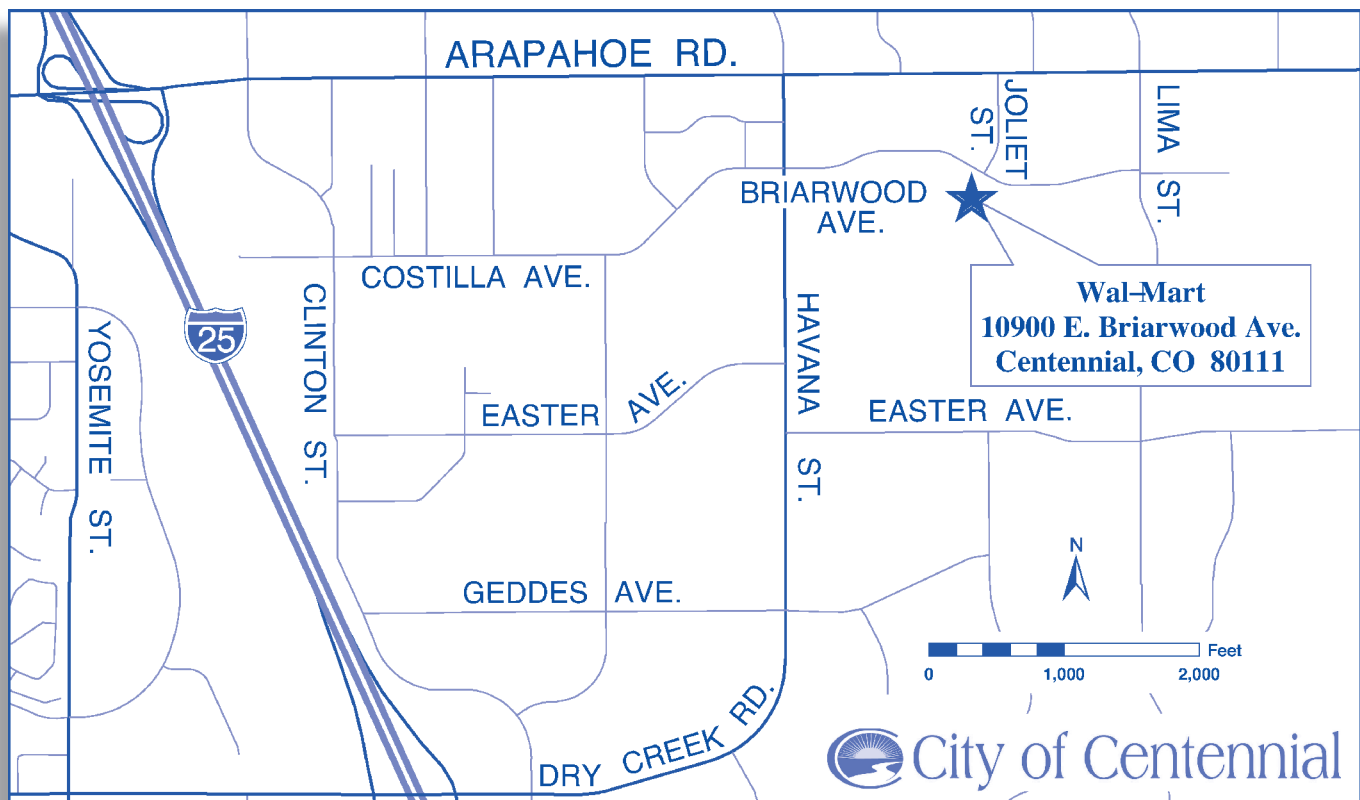 ARAPAHOE RD.
JOLIET
ST.
LIMA
ST.
BRIARWOOD
AVE.
COSTILLA AVE.
Wal–Mart
10900 E. Briarwood Ave.
Centennial, CO 80111
25
CLINTON ST.
HAVANA ST.
YOSEMITE ST.
EASTER AVE.
EASTER AVE.
GEDDES AVE.
N
Feet
0 1,000 2,000
DRY CREEK RD.
City of Centennial